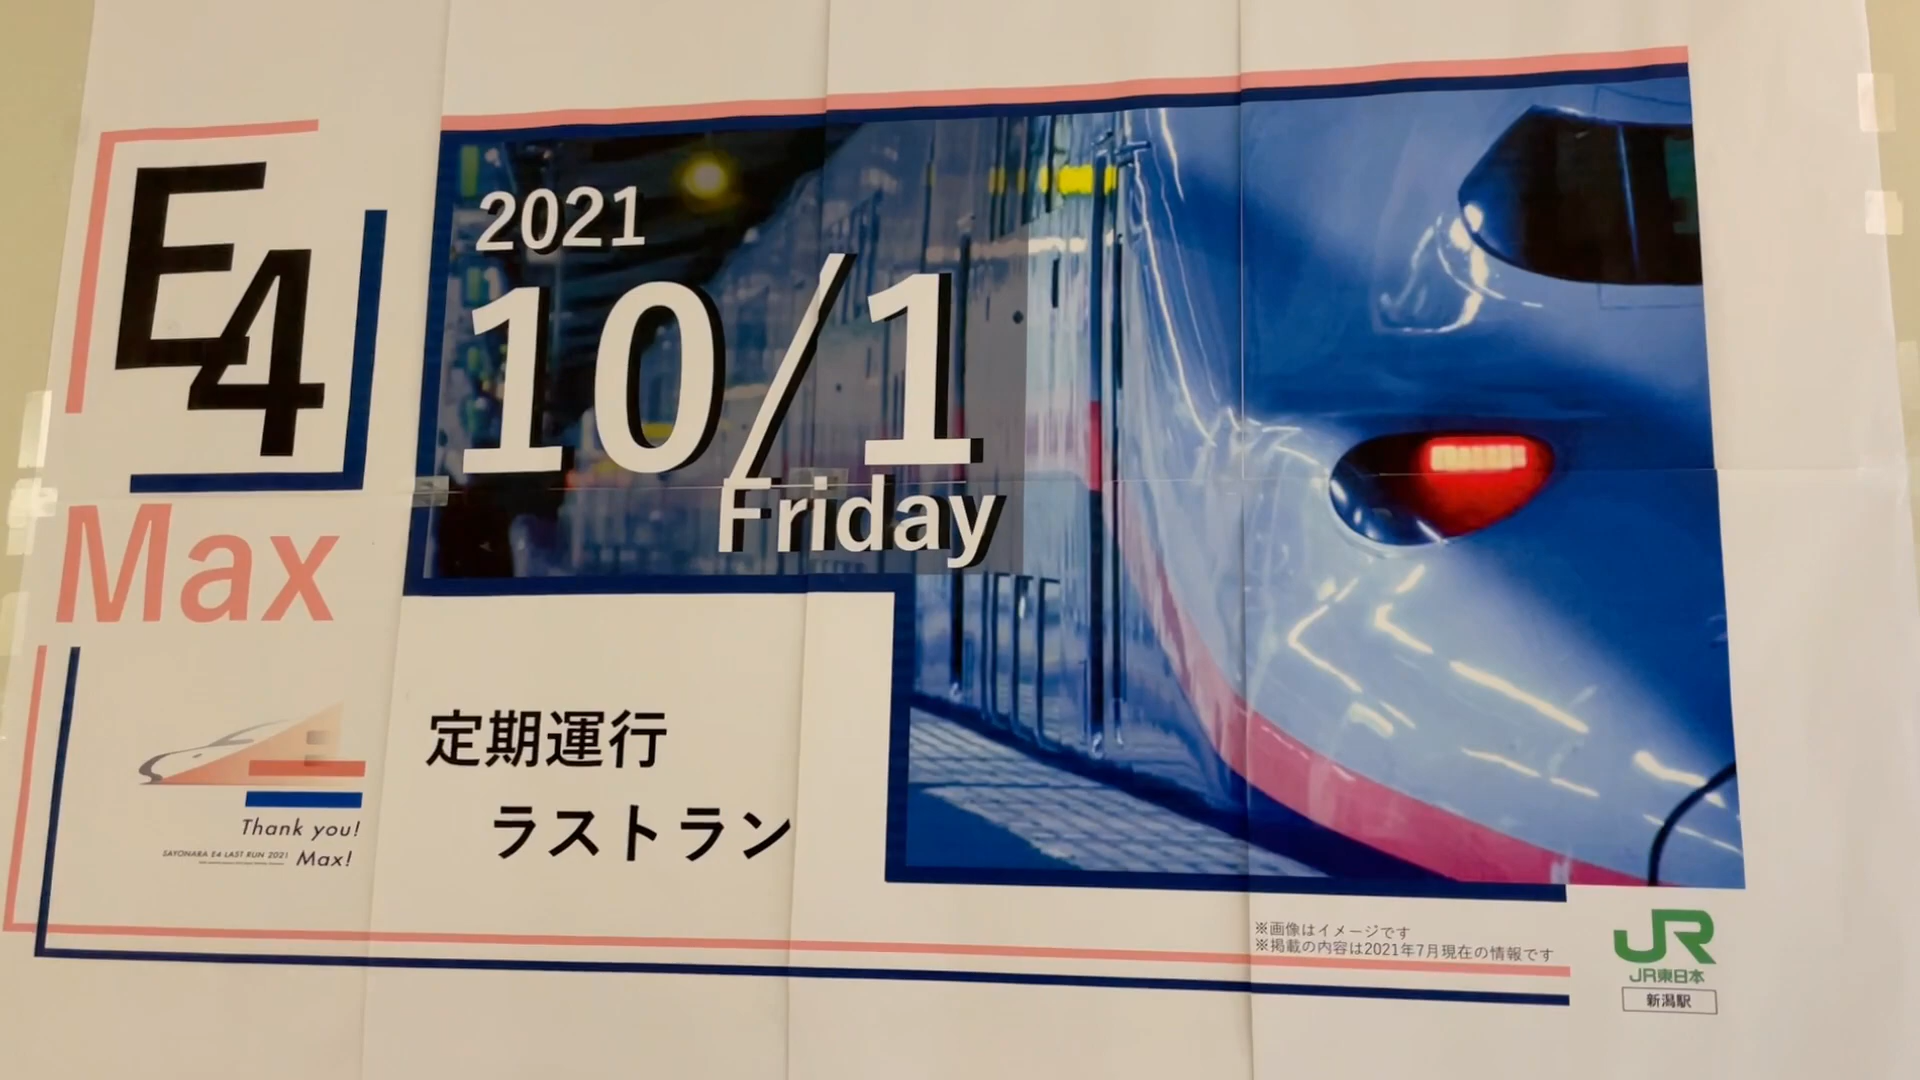 E4
Max
2021
10/1
Friday
定期運行
ラストラン
Thank you!
SAYONARA E4 LAST RUN 2021
Max!
※画像はイメージです
※掲載の内容は2021年7月現在の情報です
JR
JR東日本
新潟駅